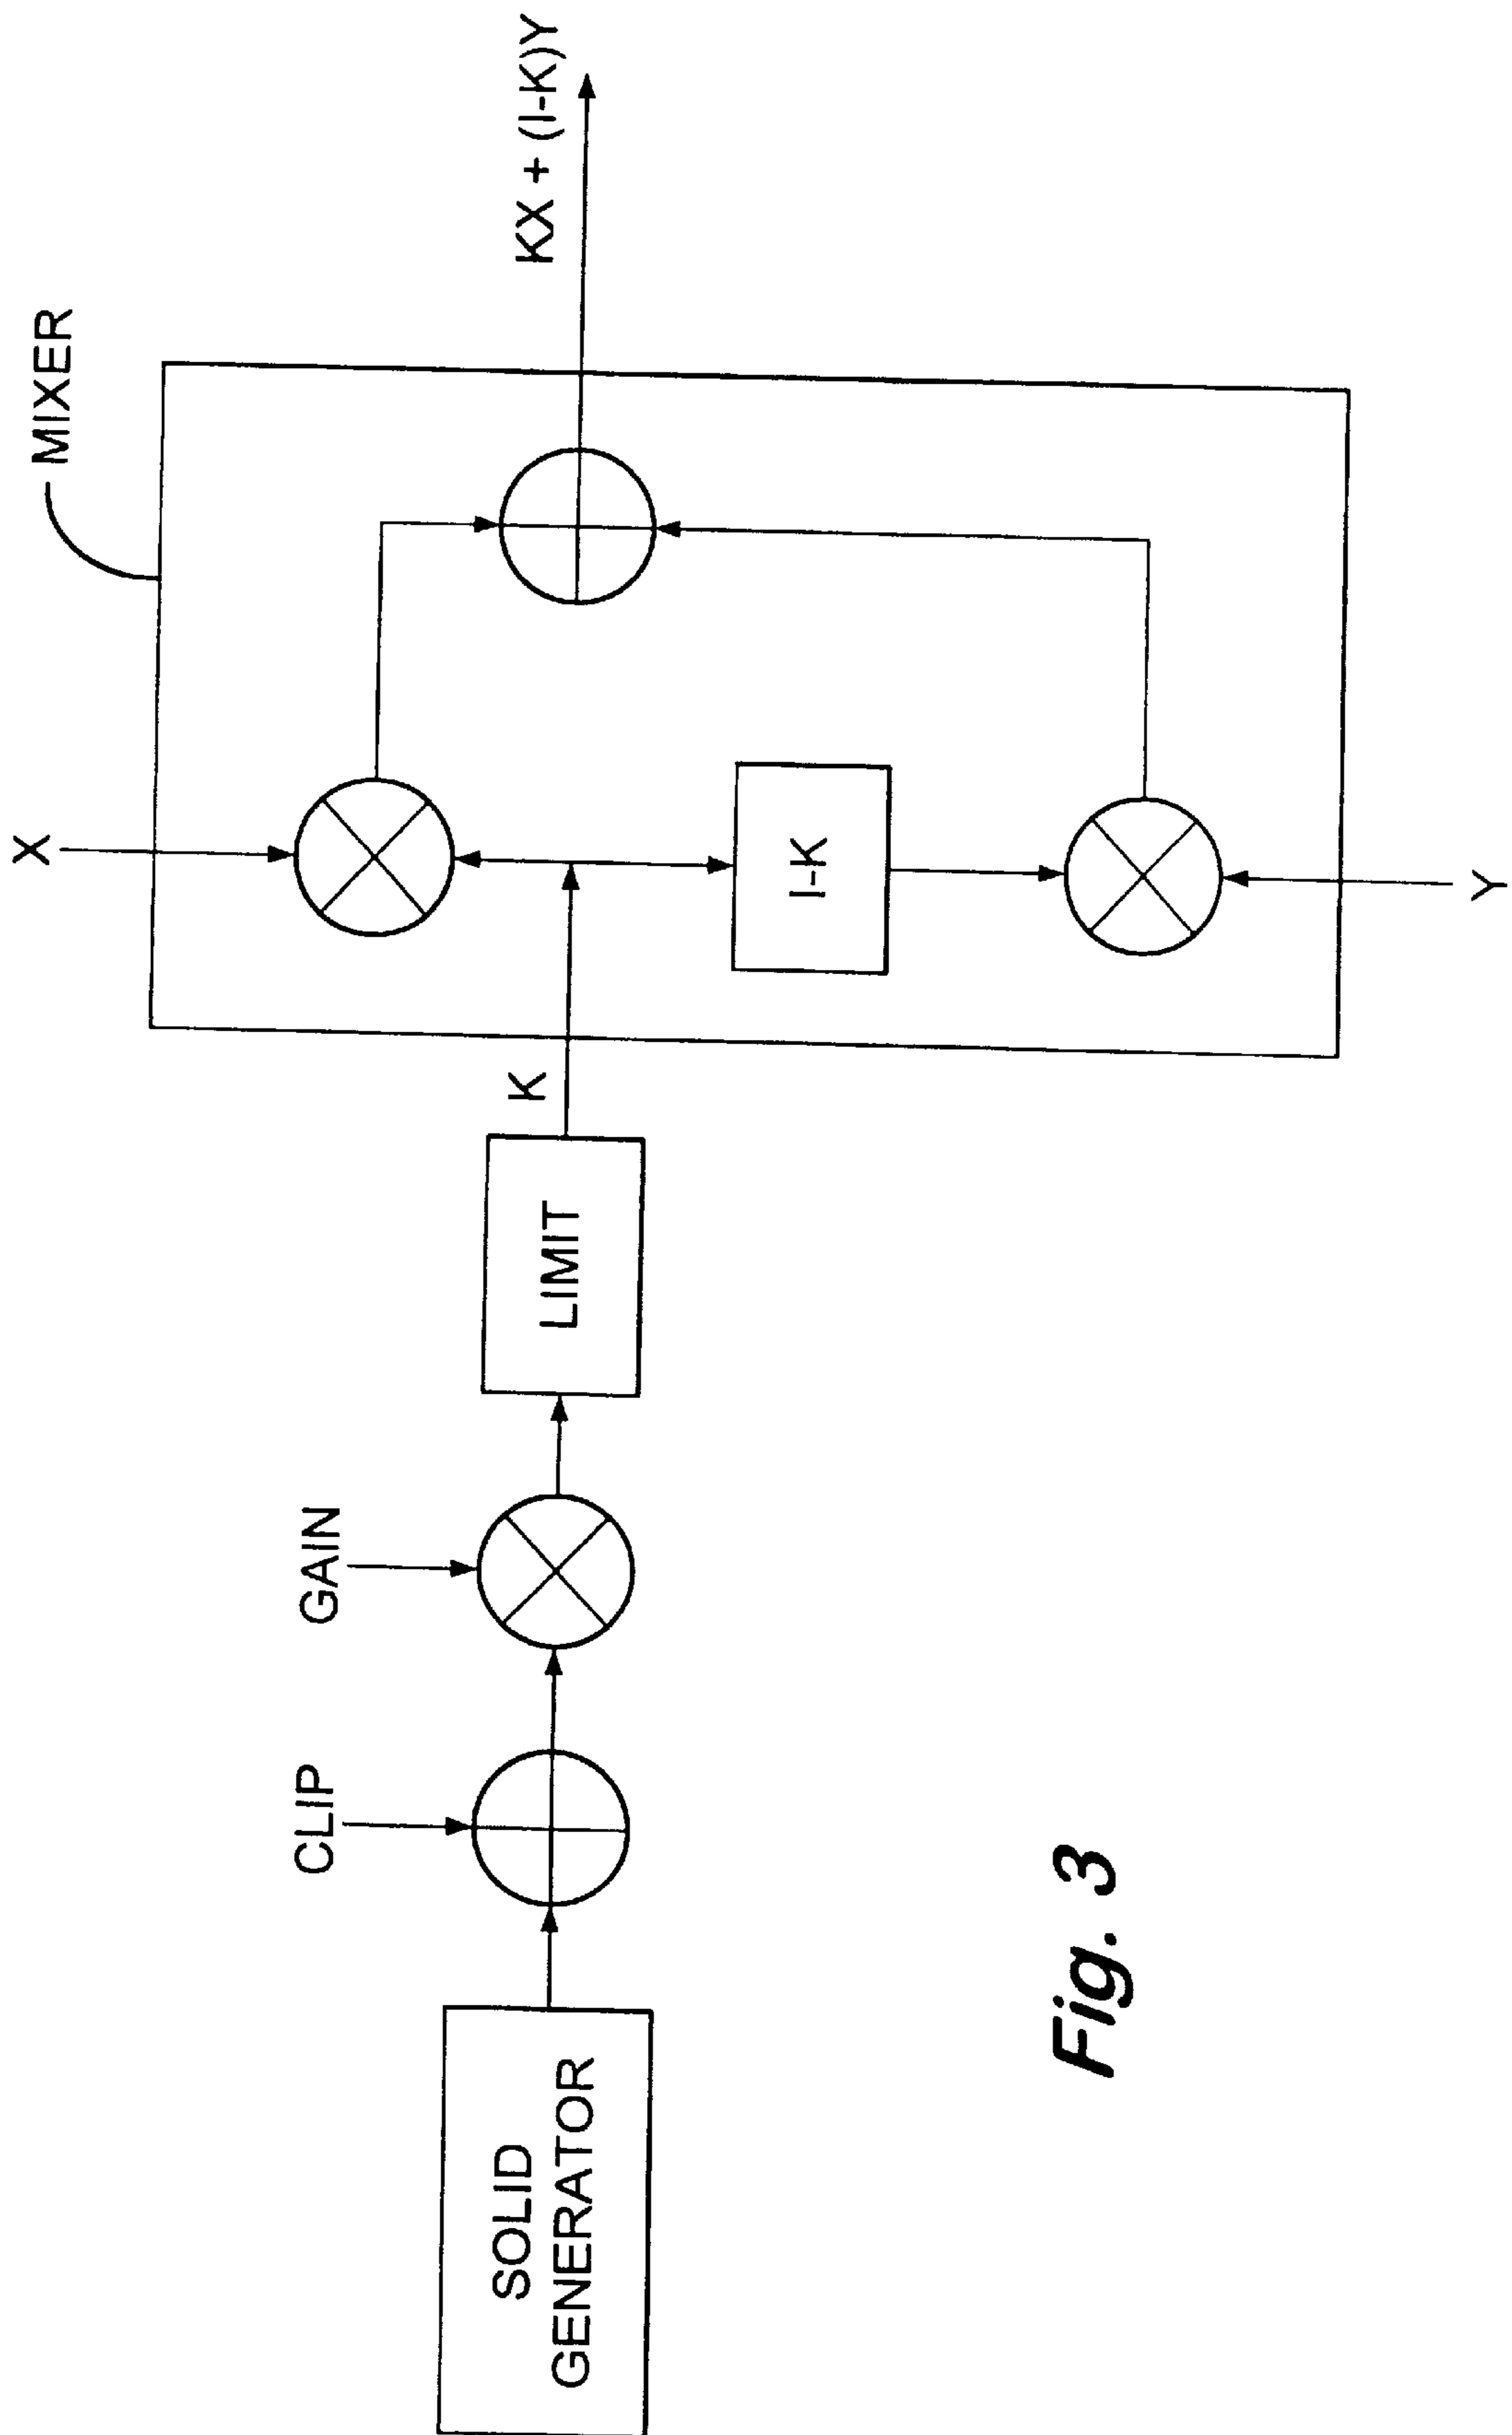 MIXER
X
KX + (I-K)Y
CLIP
GAIN
K
SOLID
GENERATOR
LIMIT
I-K
Y
Fig. 3